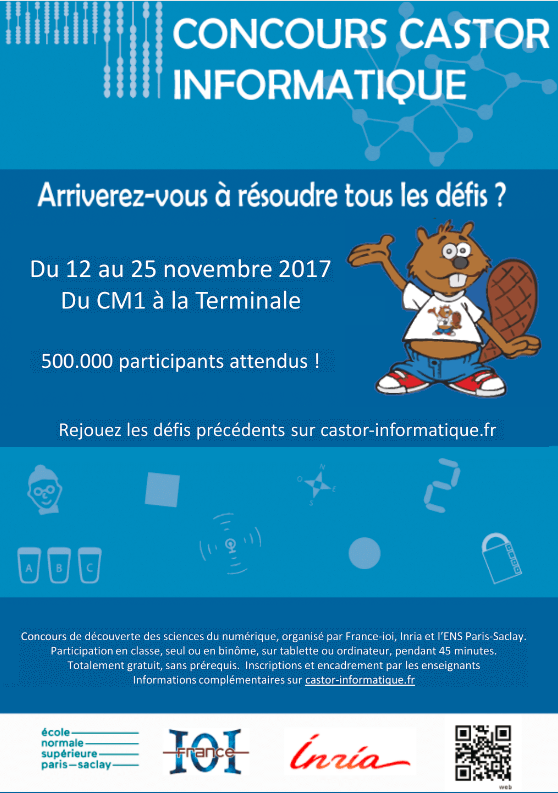 CONCOURS CASTOR
INFORMATIQUE
Arriverez-vous à résoudre tous les défis ?
Du 12 au 25 novembre 2017
Du CM1 à la Terminale
500.000 participants attendus !
Rejouez les défis précédents sur castor-informatique.fr
N
O
E
S
2
A B C
Concours de découverte des sciences du numérique, organisé par France-ioi, Inria et l'ENS Paris-Saclay.
Participation en classe, seul ou en binôme, sur tablette ou ordinateur, pendant 45 minutes.
Totalement gratuit, sans prérequis. Inscriptions et encadrement par les enseignants
Informations complémentaires sur castor-informatique.fr
école
normale
supérieure
paris-saclay
IOI
france
Inria
web